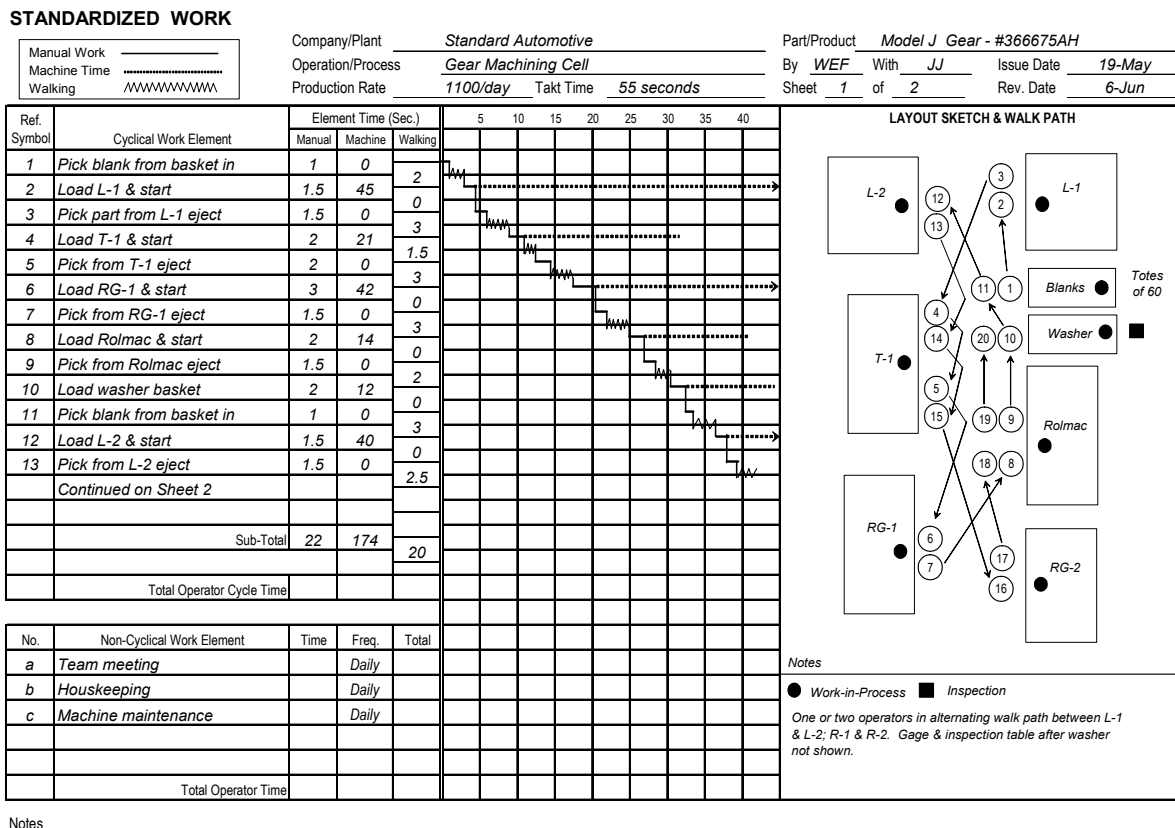 STANDARDIZED WORK
Manual Work
Machine Time
Walking
Company/Plant Standard Automotive
Operation/Process Gear Machining Cell
Production Rate 1100/day Takt Time 55 seconds
Part/Product Model J Gear - #366675AH
By WEF With JJ Issue Date 19-May
Sheet 1 of 2 Rev. Date 6-Jun
Ref. Symbol Cyclical Work Element Element Time (Sec.)
Manual Machine Walking
5 10 15 20 25 30 35 40
1 Pick blank from basket in 1 0
2
2 Load L-1 & start 1.5 45
0
3 Pick part from L-1 eject 1.5 0
3
4 Load T-1 & start 2 21
1.5
5 Pick from T-1 eject 2 0
3
6 Load RG-1 & start 3 42
0
7 Pick from RG-1 eject 1.5 0
3
8 Load Rolmac & start 2 14
0
9 Pick from Rolmac eject 1.5 0
2
10 Load washer basket 2 12
0
11 Pick blank from basket in 1 0
3
12 Load L-2 & start 1.5 40
0
13 Pick from L-2 eject 1.5 0
2.5
Continued on Sheet 2
Sub-Total 22 174
20
Total Operator Cycle Time
No. Non-Cyclical Work Element Time Freq. Total
a Team meeting Daily
b Houskeeping Daily
c Machine maintenance Daily
Total Operator Time
LAYOUT SKETCH & WALK PATH
L-2
12
13
3
2
L-1
11
1
Blanks
Totes
of 60
4
14
20
10
Washer
T-1
5
15
19
9
Rolmac
18
8
RG-1
6
7
17
16
RG-2
Notes
Work-in-Process Inspection
One or two operators in alternating walk path between L-1
& L-2; R-1 & R-2. Gage & inspection table after washer
not shown.
Notes